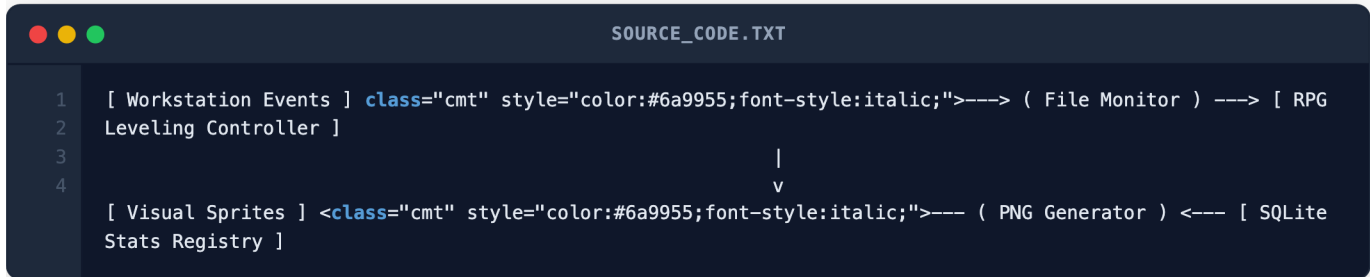 SOURCE_CODE.TXT
1 [ Workstation Events ] class="cmt" style="color:#6a9955;font-style:italic;">---> ( File Monitor ) ---> [ RPG
2 Leveling Controller ]
3 |
4 v
[ Visual Sprites ] <class="cmt" style="color:#6a9955;font-style:italic;">--- ( PNG Generator ) <--- [ SQLite
Stats Registry ]